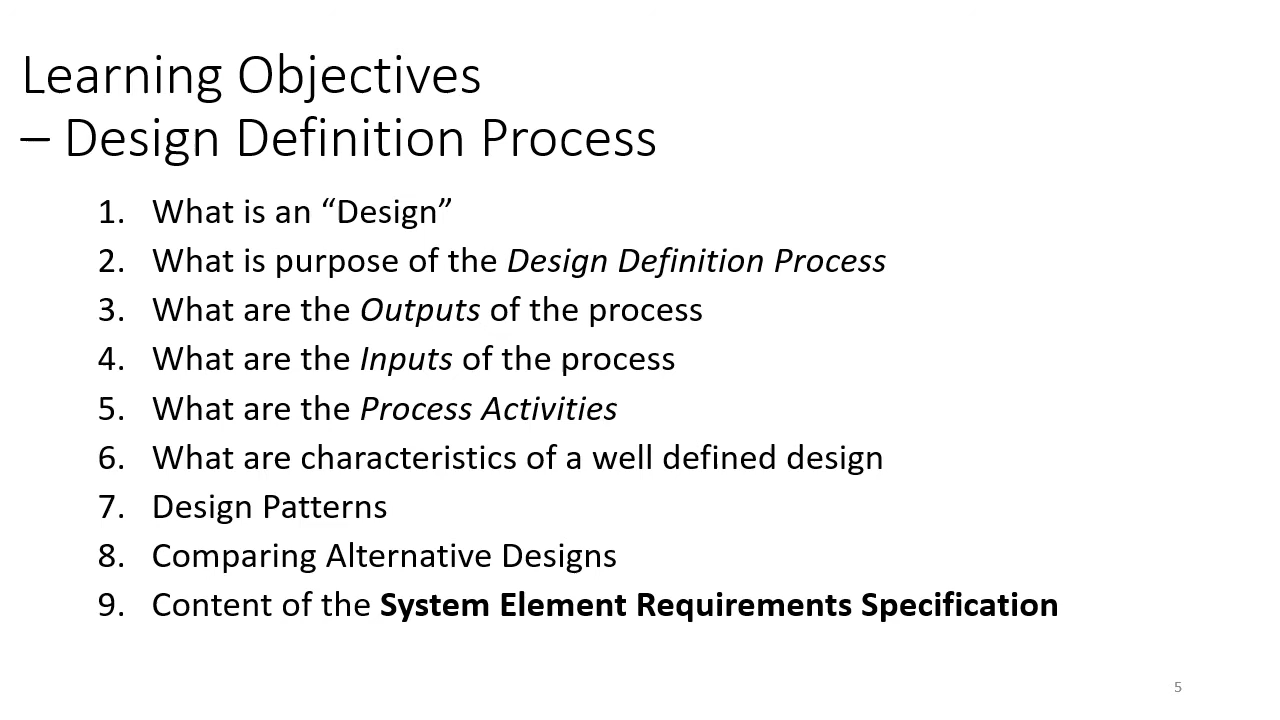 Learning Objectives
– Design Definition Process
1. What is an “Design”
2. What is purpose of the Design Definition Process
3. What are the Outputs of the process
4. What are the Inputs of the process
5. What are the Process Activities
6. What are characteristics of a well defined design
7. Design Patterns
8. Comparing Alternative Designs
9. Content of the System Element Requirements Specification
5